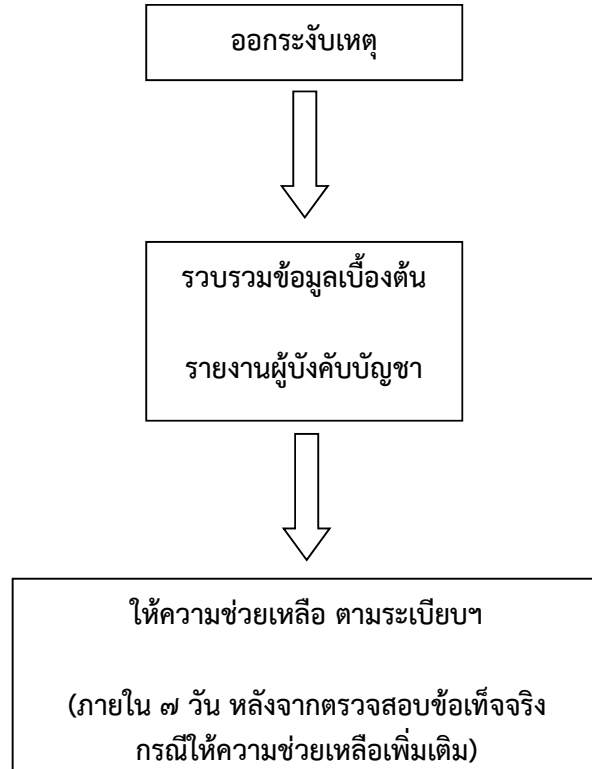 ออกระงับเหตุ
รวบรวมข้อมูลเบื้องต้น
รายงานผู้บังคับบัญชา
ให้ความช่วยเหลือ ตามระเบียบฯ
(ภายใน ๗ วัน หลังจากตรวจสอบข้อเท็จจริง
กรณีให้ความช่วยเหลือเพิ่มเติม)